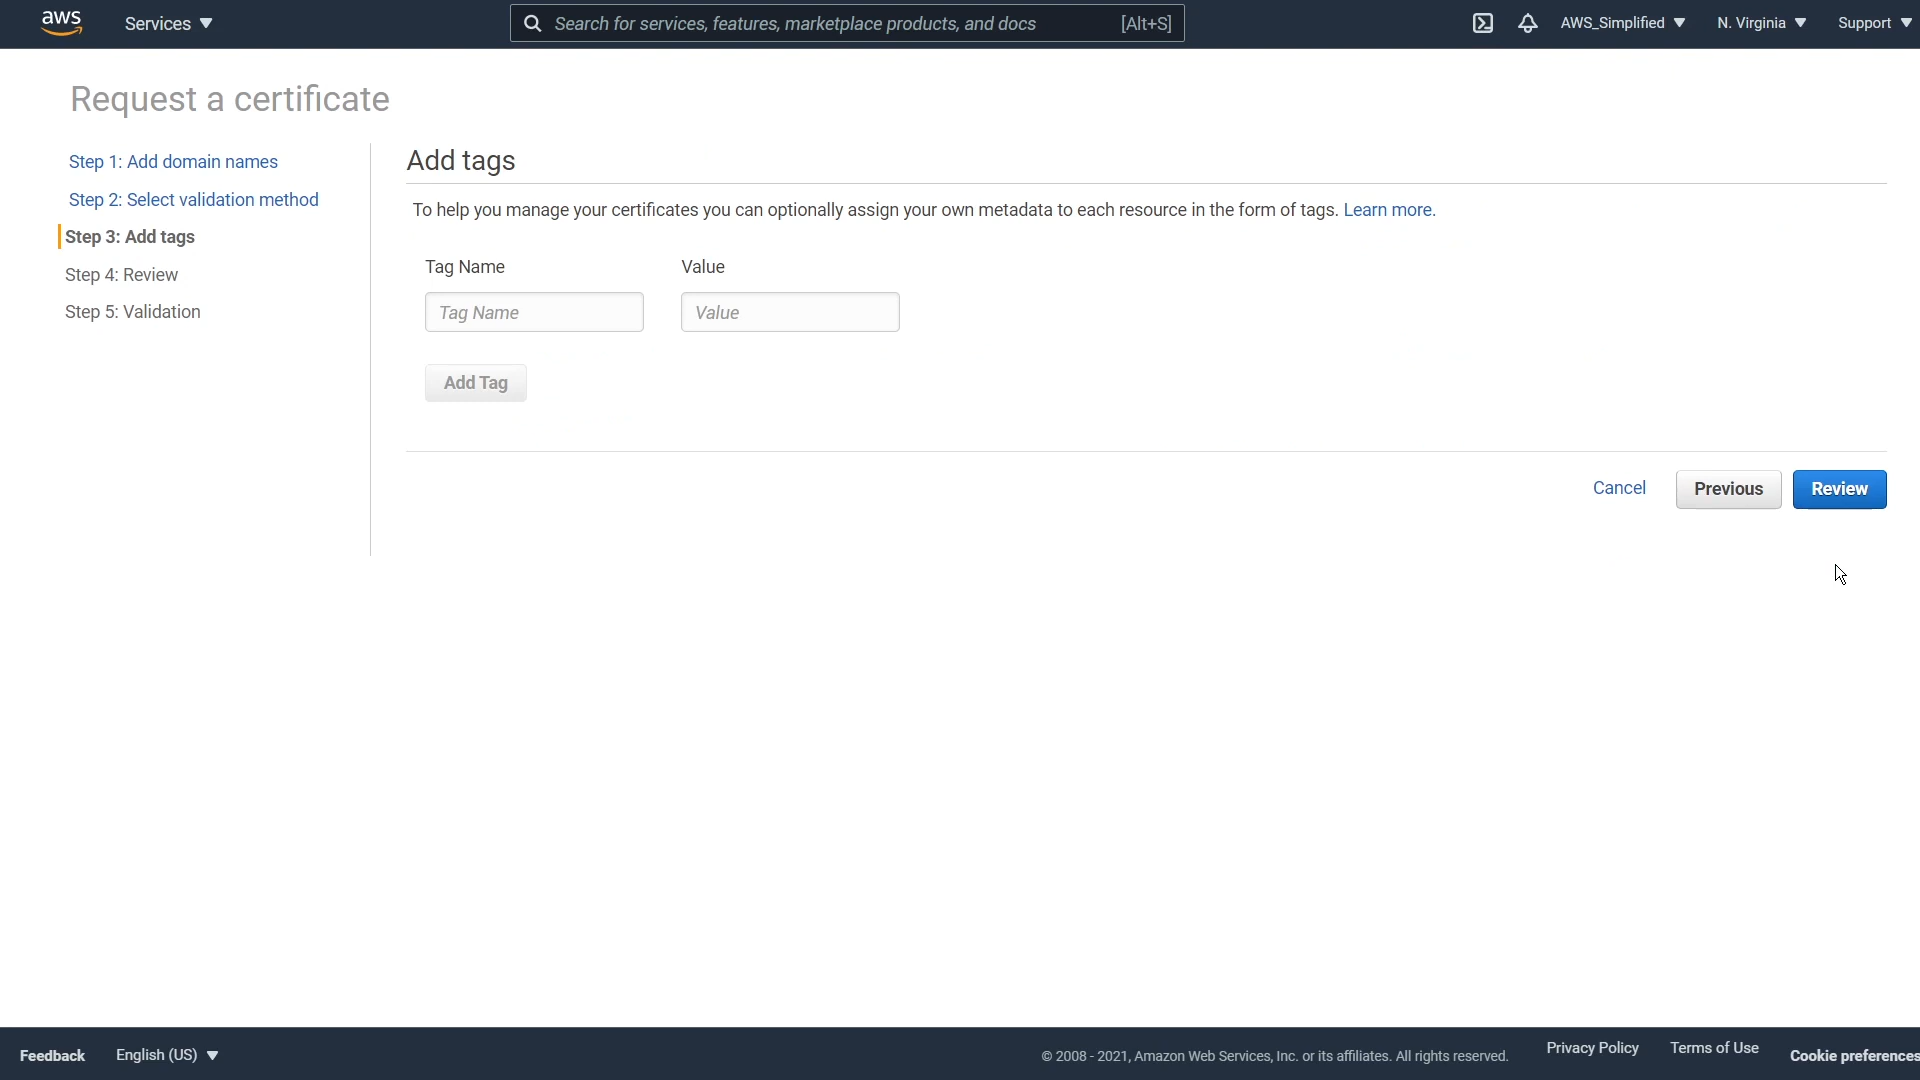 aws Services Search for services, features, marketplace products, and docs [Alt+S] AWS_Simplified N. Virginia Support
Request a certificate
Step 1: Add domain names
Step 2: Select validation method
Step 3: Add tags
Step 4: Review
Step 5: Validation
Add tags
To help you manage your certificates you can optionally assign your own metadata to each resource in the form of tags. Learn more.
Tag Name Value
Tag Name Value
Add Tag
Cancel Previous Review
Feedback English (US) © 2008 - 2021, Amazon Web Services, Inc. or its affiliates. All rights reserved. Privacy Policy Terms of Use Cookie preferences